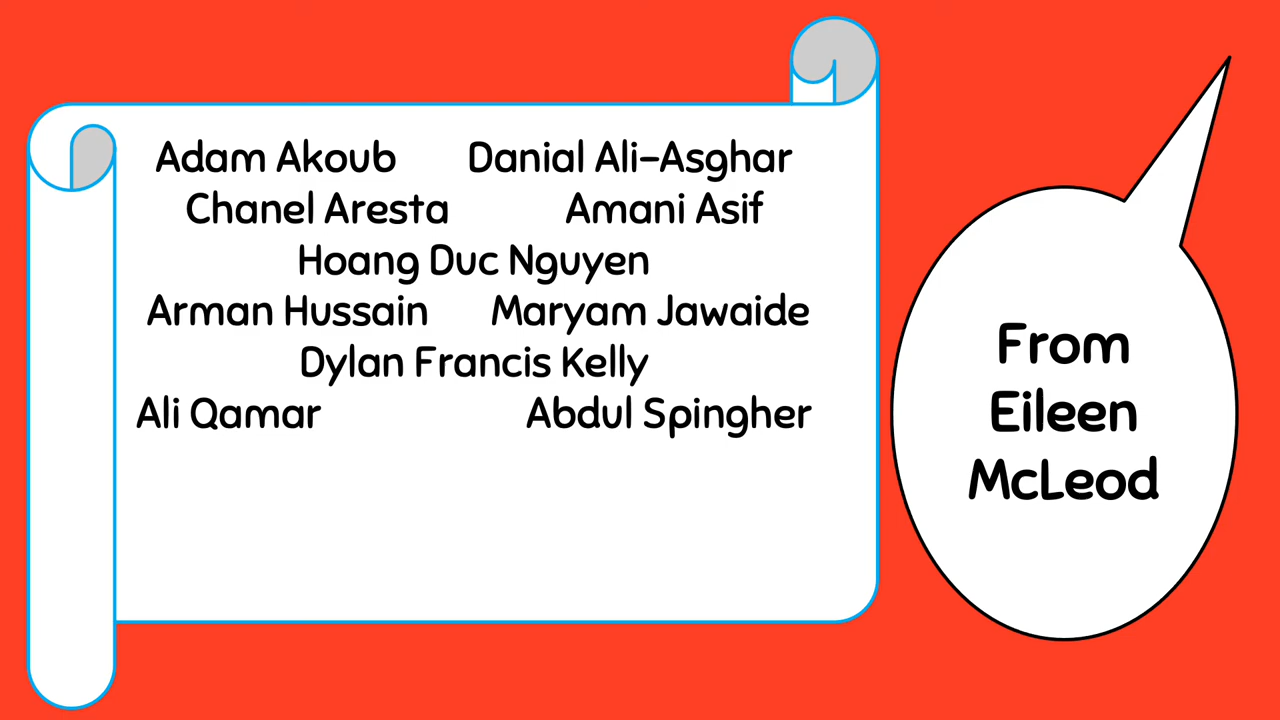 Adam Akoub Danial Ali-Asghar
Chanel Aresta Amani Asif
Hoang Duc Nguyen
Arman Hussain Maryam Jawaide
Dylan Francis Kelly
Ali Qamar Abdul Spingher
From
Eileen
McLeod